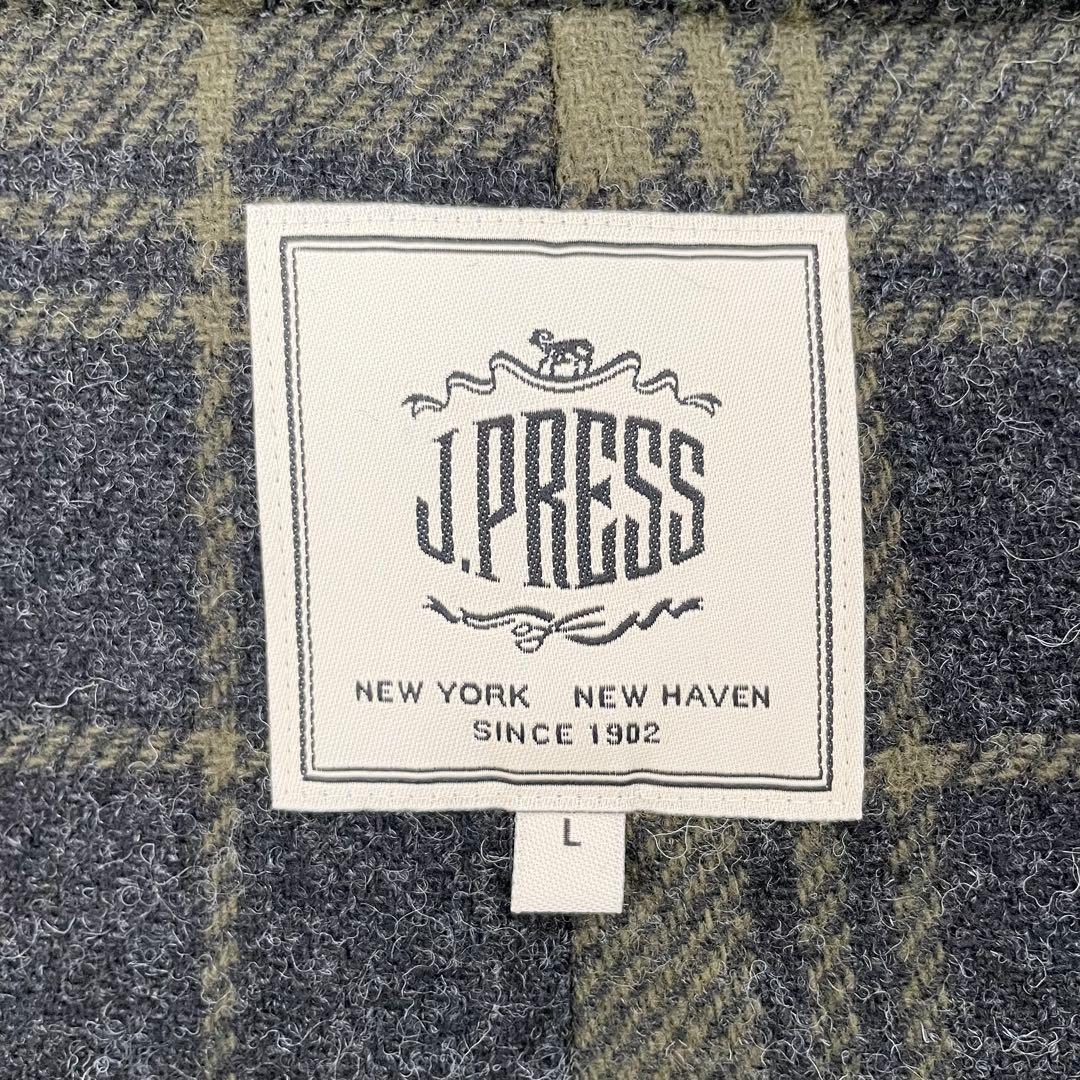 J.PRESS
NEW YORK NEW HAVEN
SINCE 1902
L